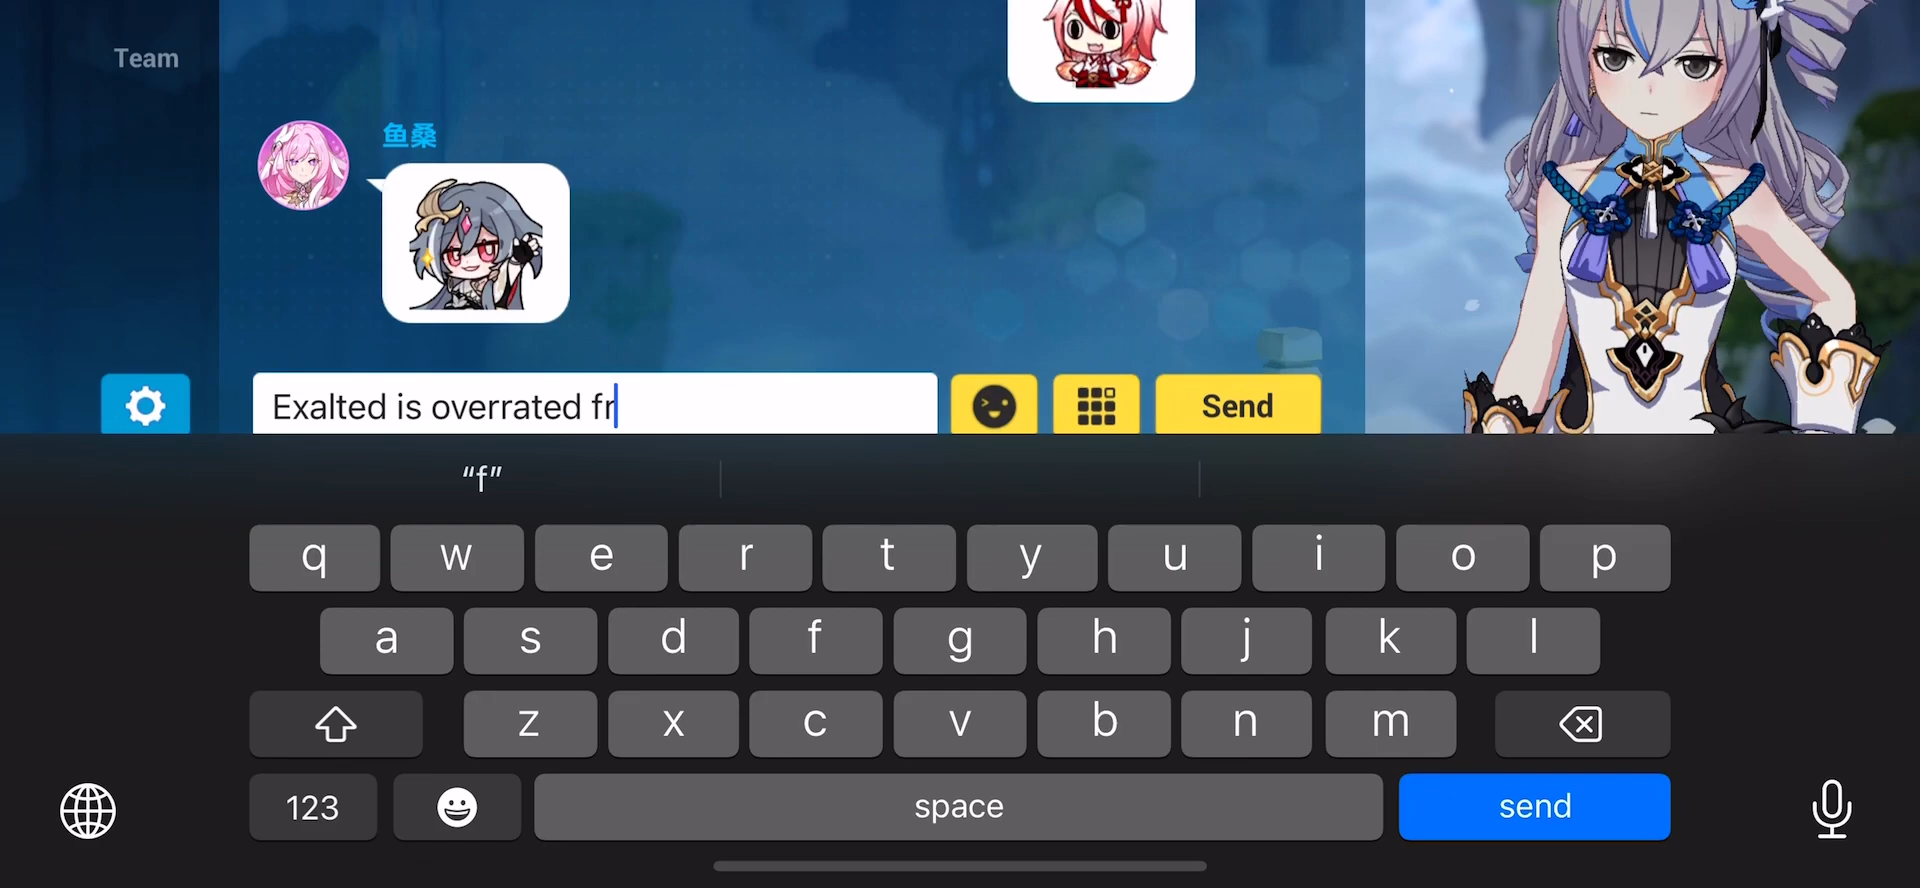 Team
鱼桑
Exalted is overrated fr
Send
“f”
q w e r t y u i o p
a s d f g h j k l
z x c v b n m
123 space send